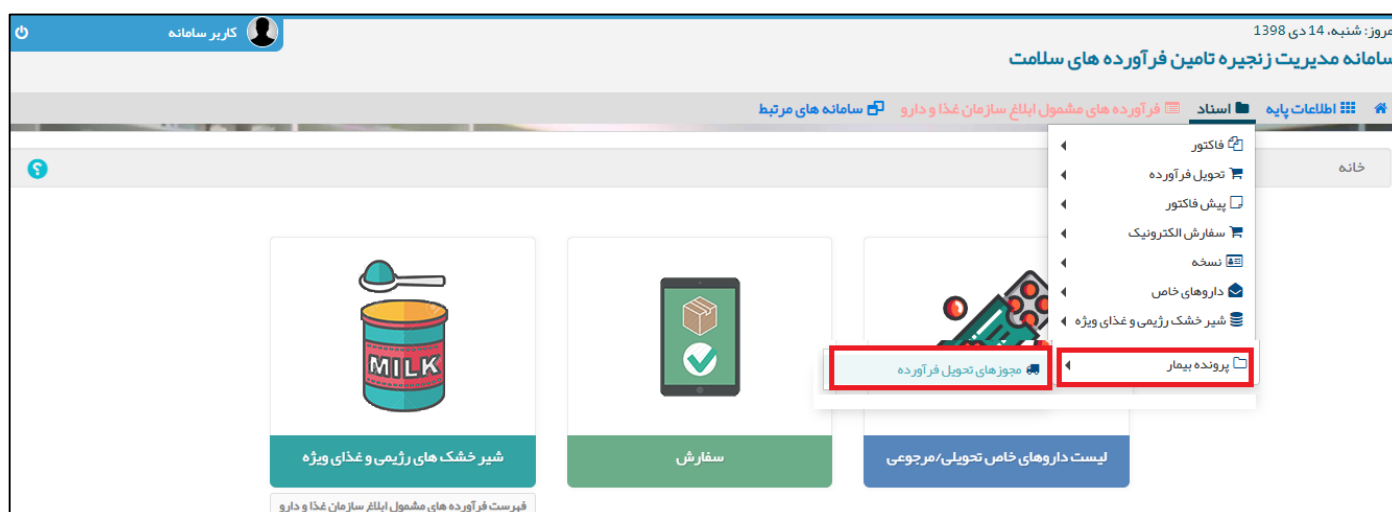 مروز: شنبه، 14 دی 1398
کاربر سامانه
سامانه مدیریت زنجیره تامین فرآورده های سلامت
اطلاعات پایه
اسناد
فرآورده های مشمول ابلاغ سازمان غذا و دارو
سامانه های مرتبط
خانه
فاکتور
تحویل فرآورده
پیش فاکتور
سفارش الکترونیک
نسخه
داروهای خاص
شیر خشک رژیمی و غذای ویژه
پرونده بیمار
مجوزهای تحویل فرآورده
MILK
لیست داروهای خاص تحویلی/مرجوعی
سفارش
شیر خشک های رژیمی و غذای ویژه
فهرست فرآورده های مشمول ابلاغ سازمان غذا و دارو